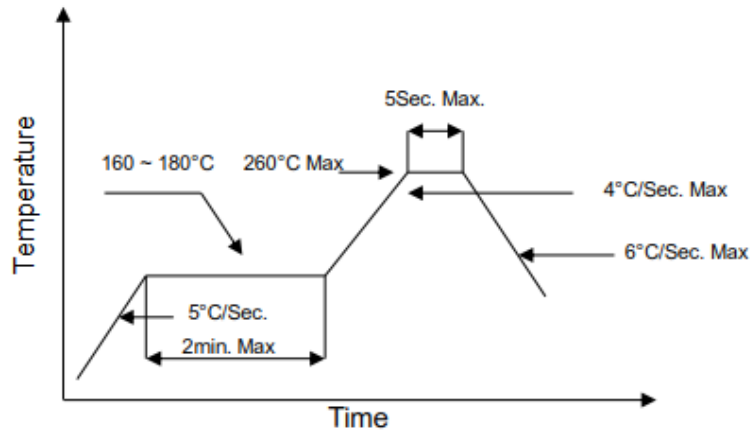 5Sec. Max.
160 ~ 180°C
260°C Max
4°C/Sec. Max
6°C/Sec. Max
5°C/Sec.
2min. Max
Temperature
Time